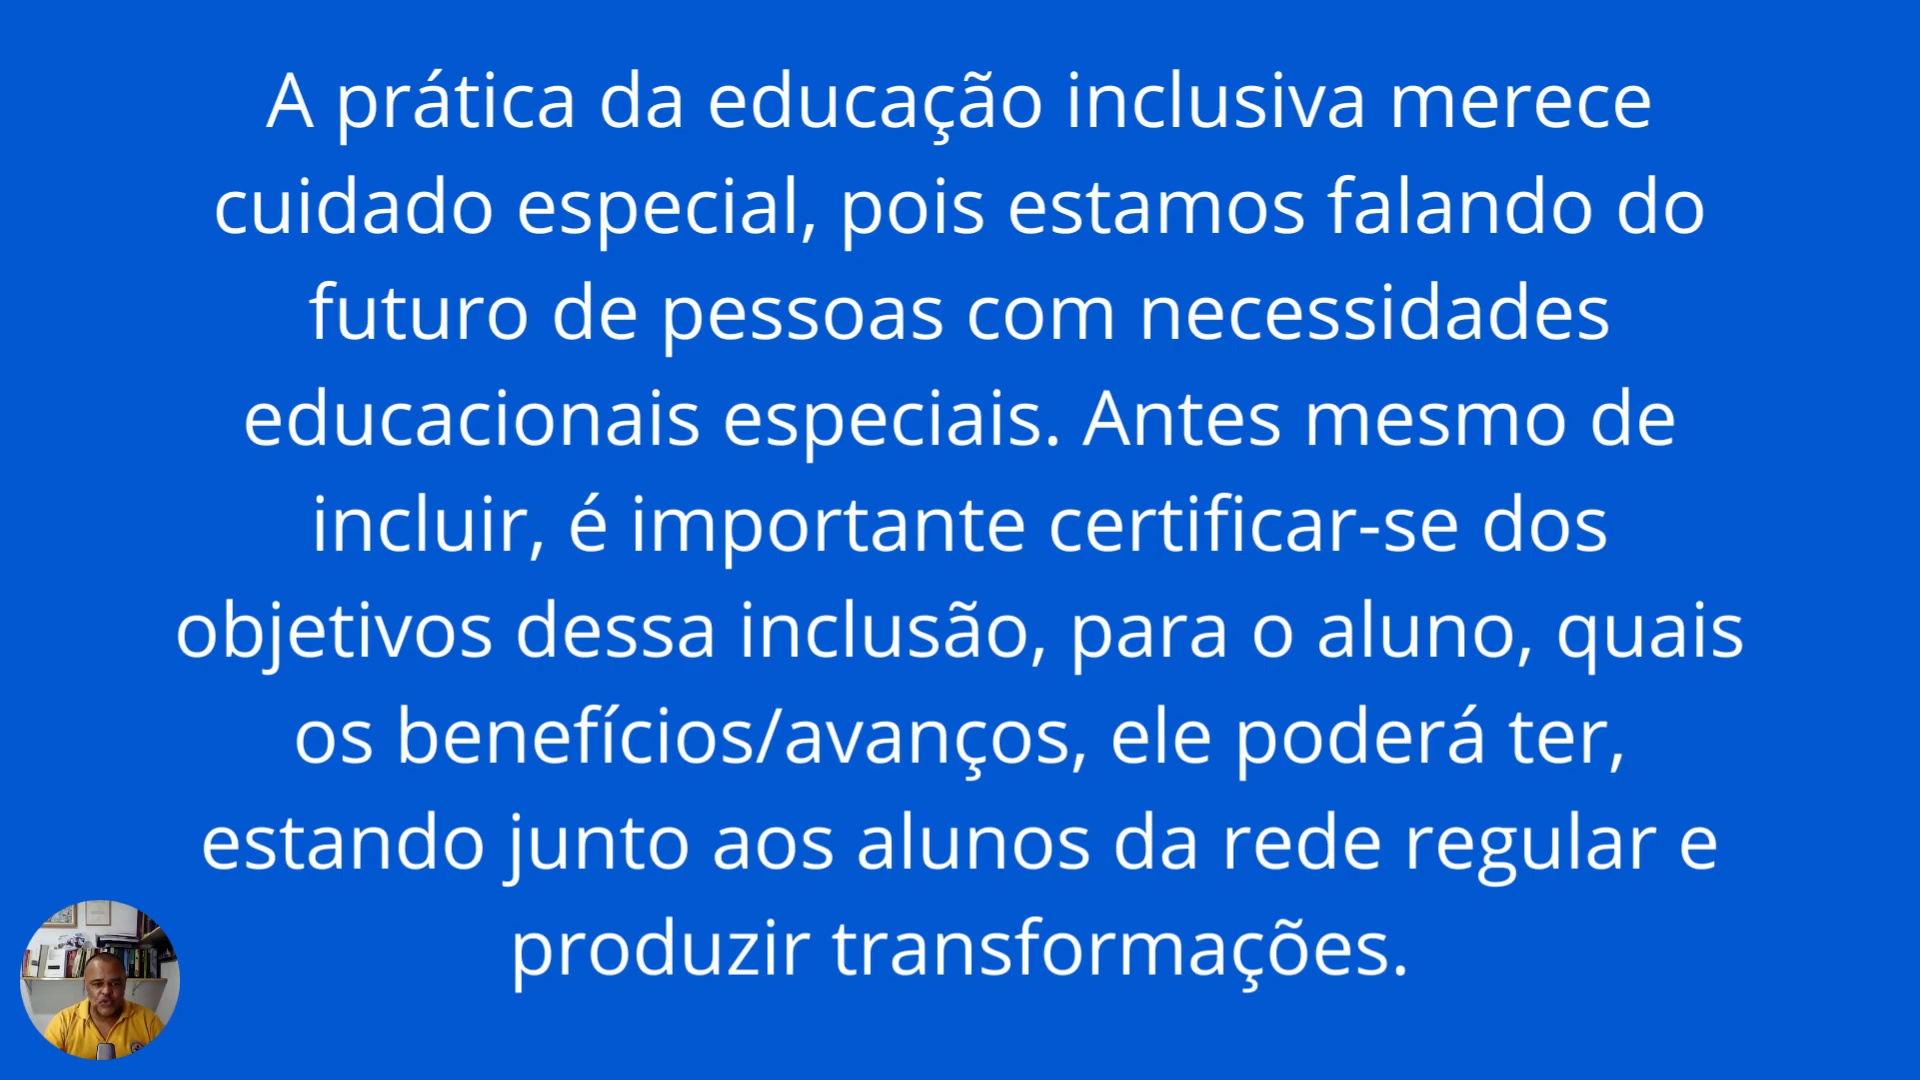 A prática da educação inclusiva merece
cuidado especial, pois estamos falando do
futuro de pessoas com necessidades
educacionais especiais. Antes mesmo de
incluir, é importante certificar-se dos
objetivos dessa inclusão, para o aluno, quais
os benefícios/avanços, ele poderá ter,
estando junto aos alunos da rede regular e
produzir transformações.